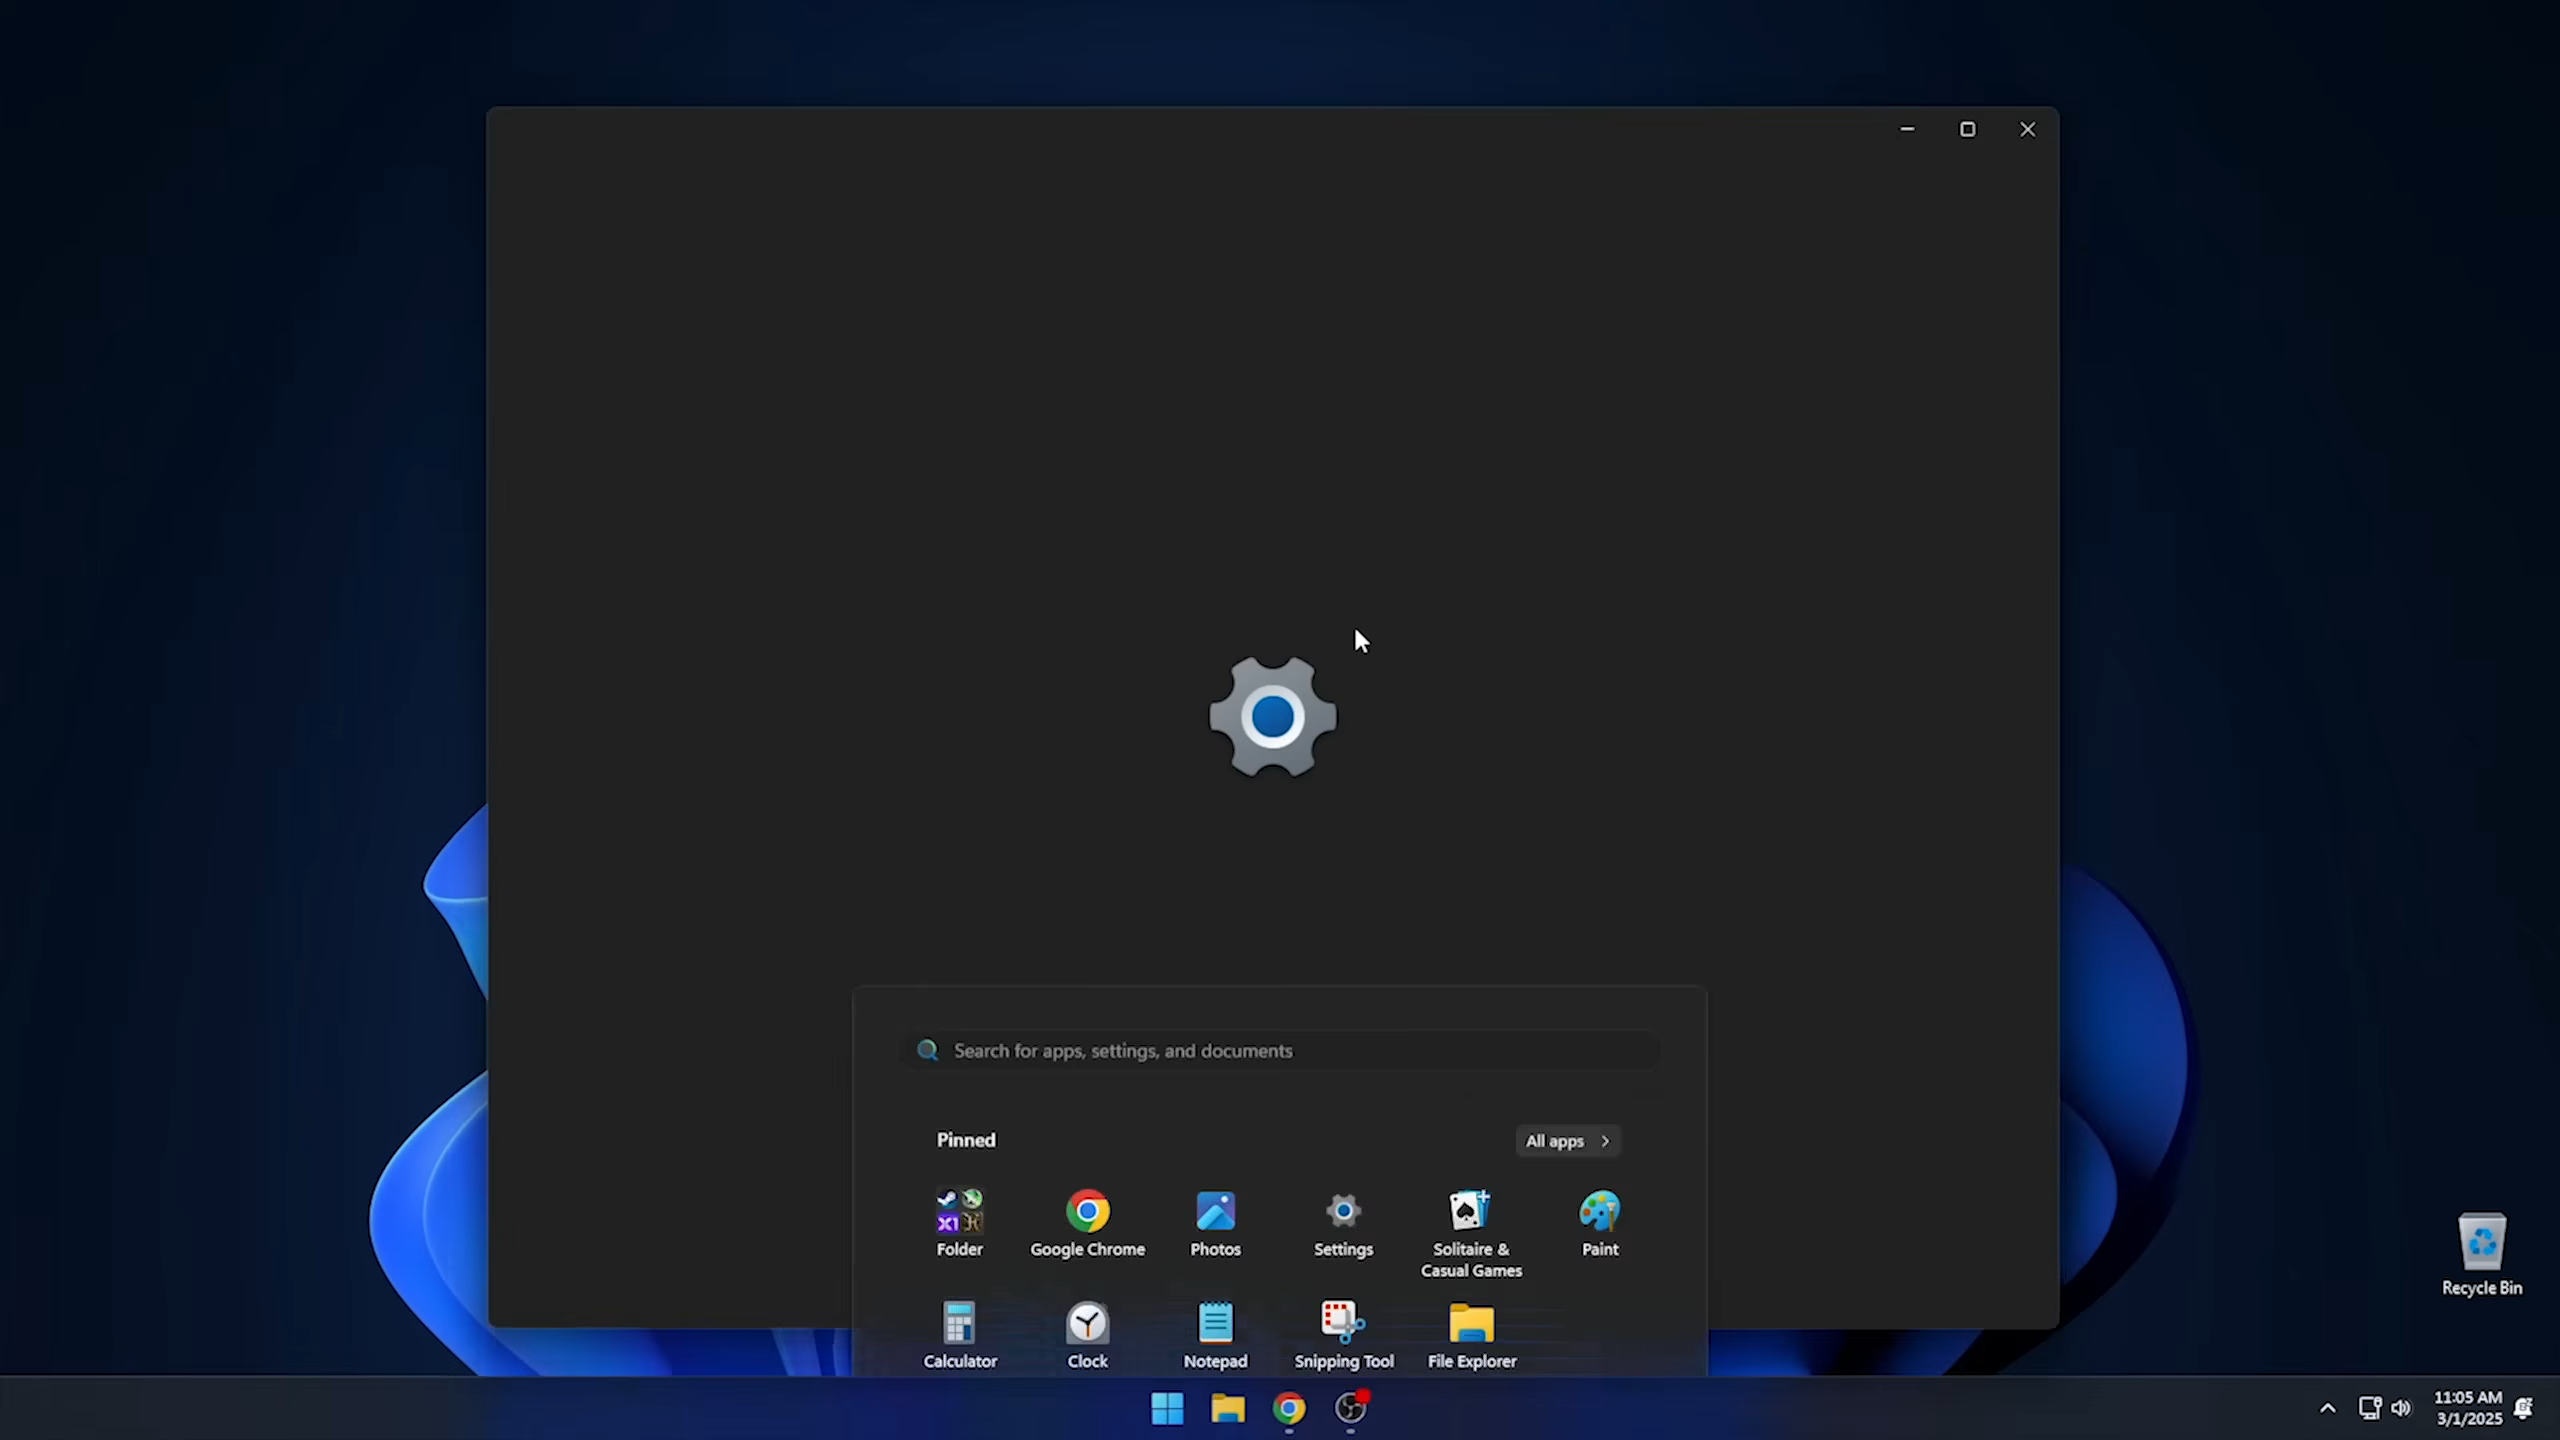 Search for apps, settings, and documents
Pinned
All apps
X1
Folder
Google Chrome
Photos
Settings
Solitaire &
Casual Games
Paint
Calculator
Clock
Notepad
Snipping Tool
File Explorer
Recycle Bin
11:05 AM
3/1/2025